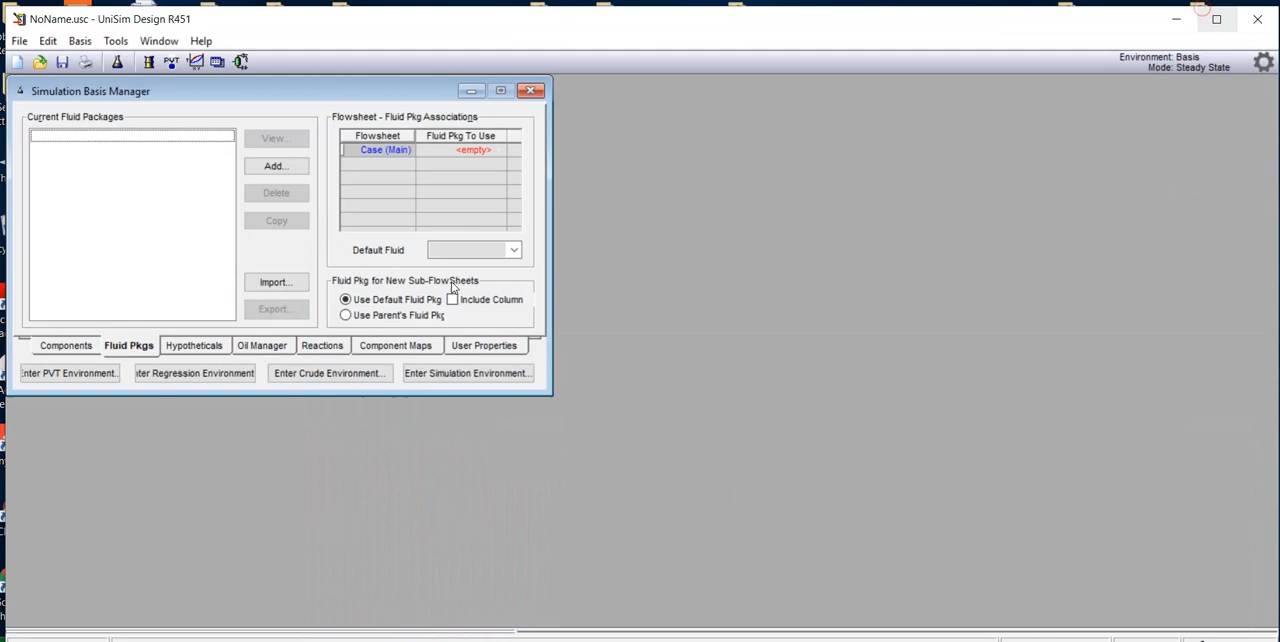 NoName.usc - UniSim Design R451
File Edit Basis Tools Window Help
PVT
Environment: Basis
Mode: Steady State
Simulation Basis Manager
Current Fluid Packages
View...
Add...
Delete
Copy
Import...
Export...
Flowsheet - Fluid Pkg Associations
Flowsheet Fluid Pkg To Use
Case (Main) <empty>
Default Fluid
Fluid Pkg for New Sub-FlowSheets
Use Default Fluid Pkg Include Column
Use Parent's Fluid Pkg
Components Fluid Pkgs Hypotheticals Oil Manager Reactions Component Maps User Properties
nter PVT Environment.. ter Regression Environment Enter Crude Environment... Enter Simulation Environment...